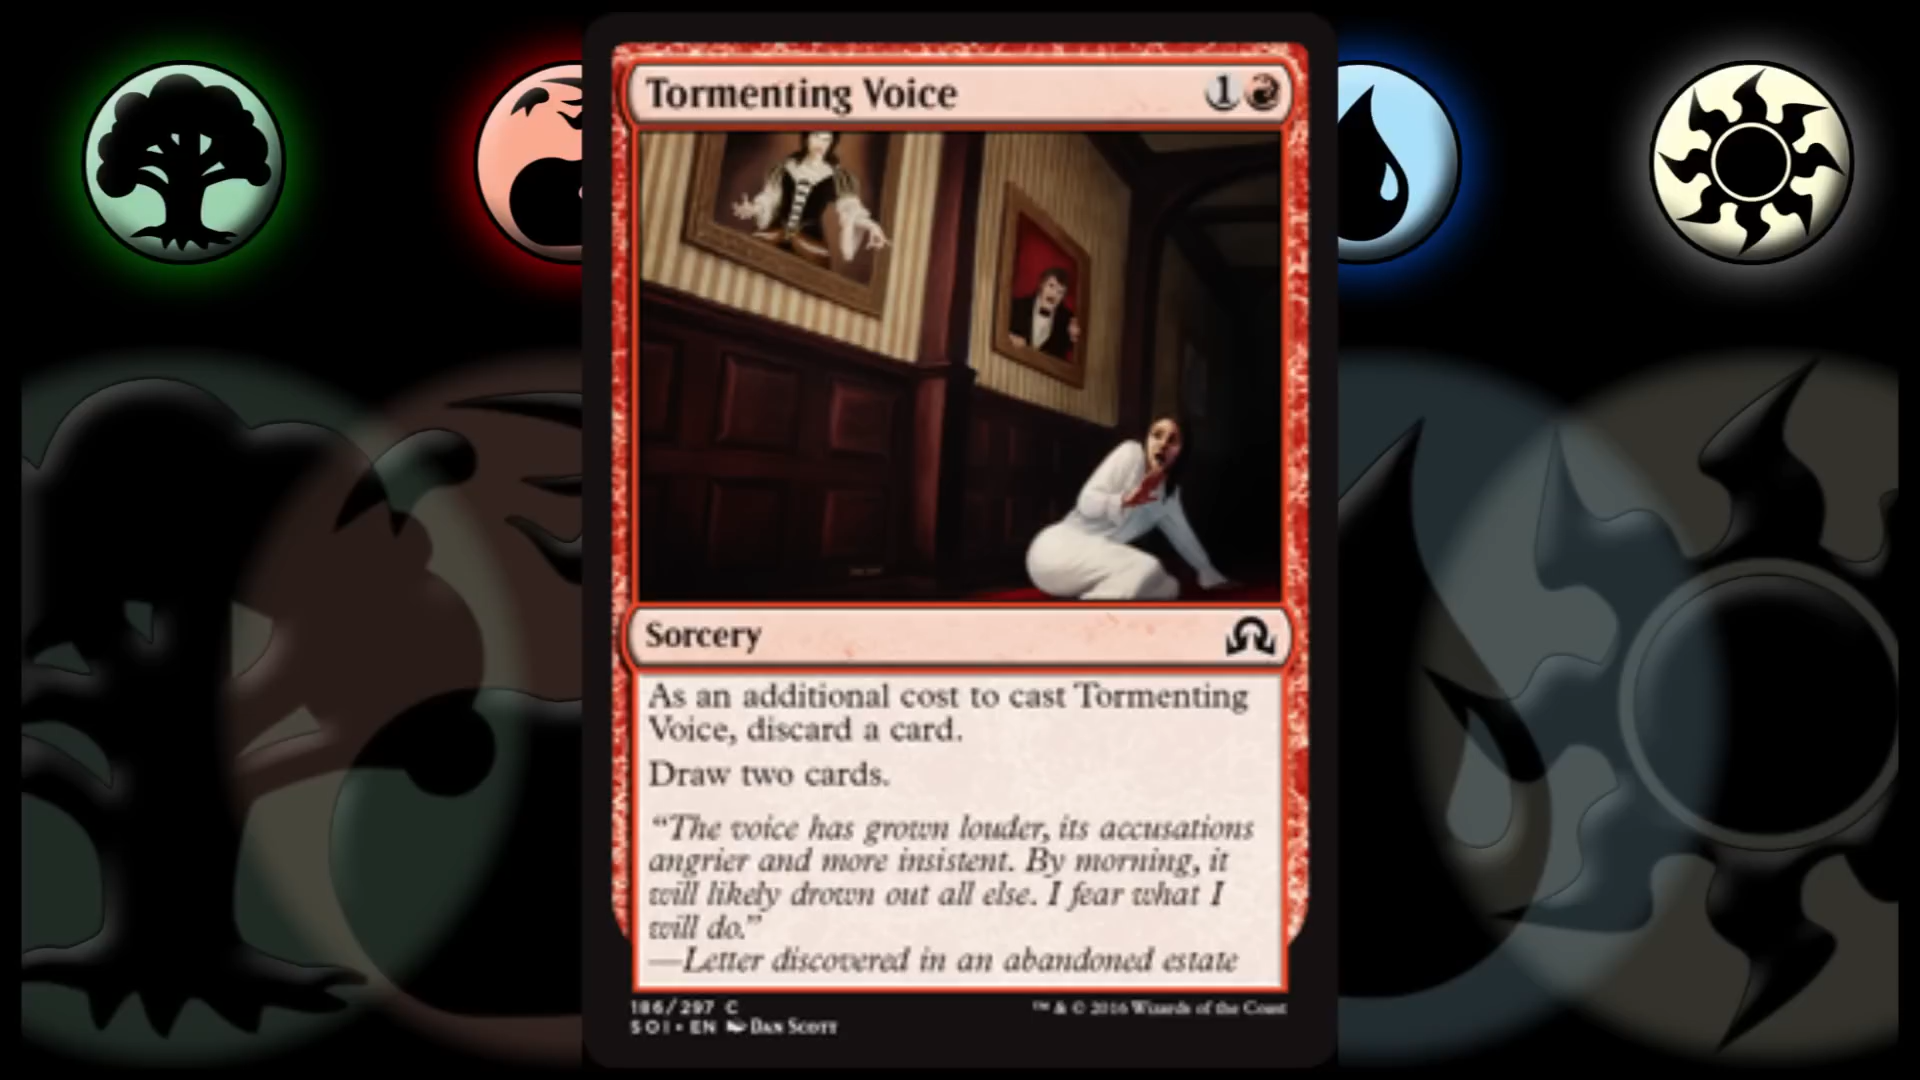 Tormenting Voice 1
Sorcery
As an additional cost to cast Tormenting
Voice, discard a card.
Draw two cards.
“The voice has grown louder, its accusations
angrier and more insistent. By morning, it
will likely drown out all else. I fear what I
will do.”
—Letter discovered in an abandoned estate
186/297 C
™ & © 2016 Wizards of the Coast
SOI • EN Dan Scott